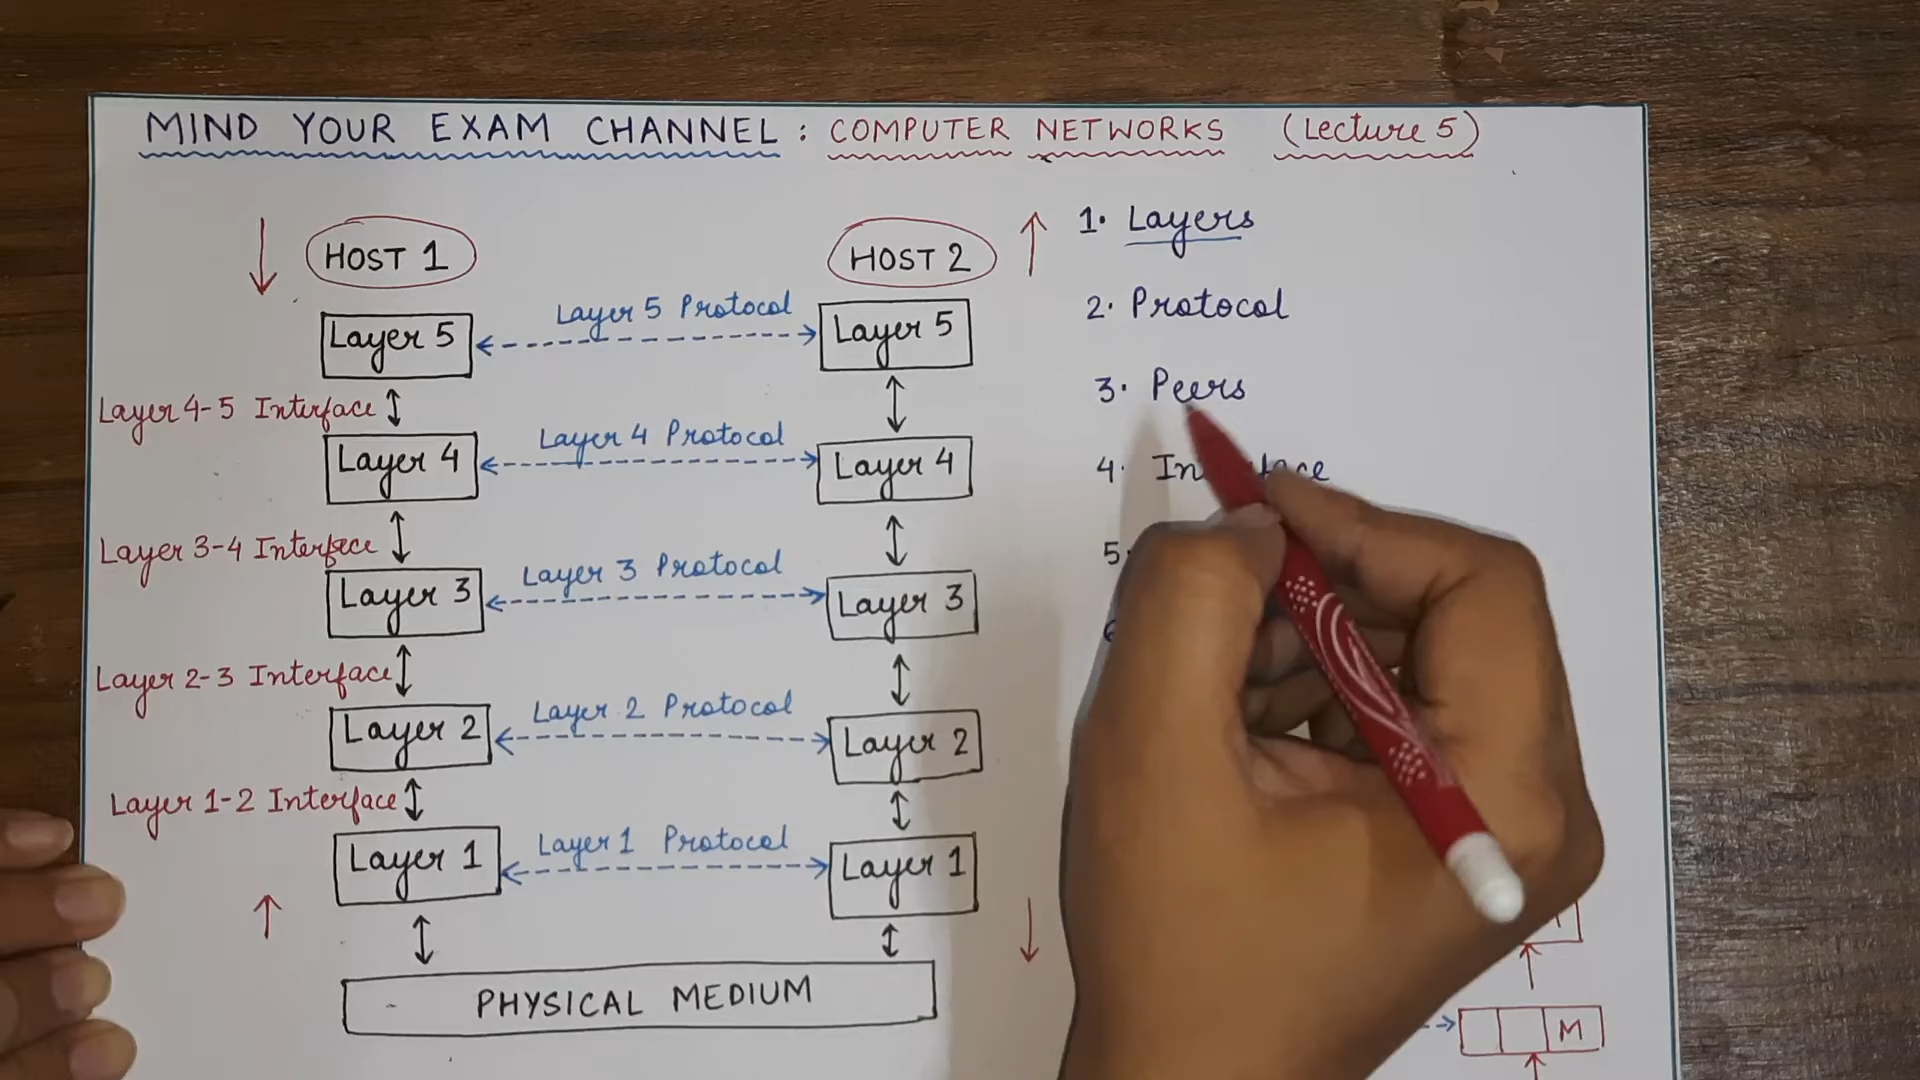 MIND YOUR EXAM CHANNEL : COMPUTER NETWORKS (Lecture 5)
HOST 1
HOST 2
Layer 5 Protocol
Layer 5
Layer 5
Layer 4-5 Interface
Layer 4 Protocol
Layer 4
Layer 4
Layer 3-4 Interfece
Layer 3 Protocol
Layer 3
Layer 3
Layer 2-3 Interface
Layer 2 Protocol
Layer 2
Layer 2
Layer 1-2 Interface
Layer 1 Protocol
Layer 1
Layer 1
PHYSICAL MEDIUM
1. Layers
2. Protocol
3. Peers
4.
5.
M